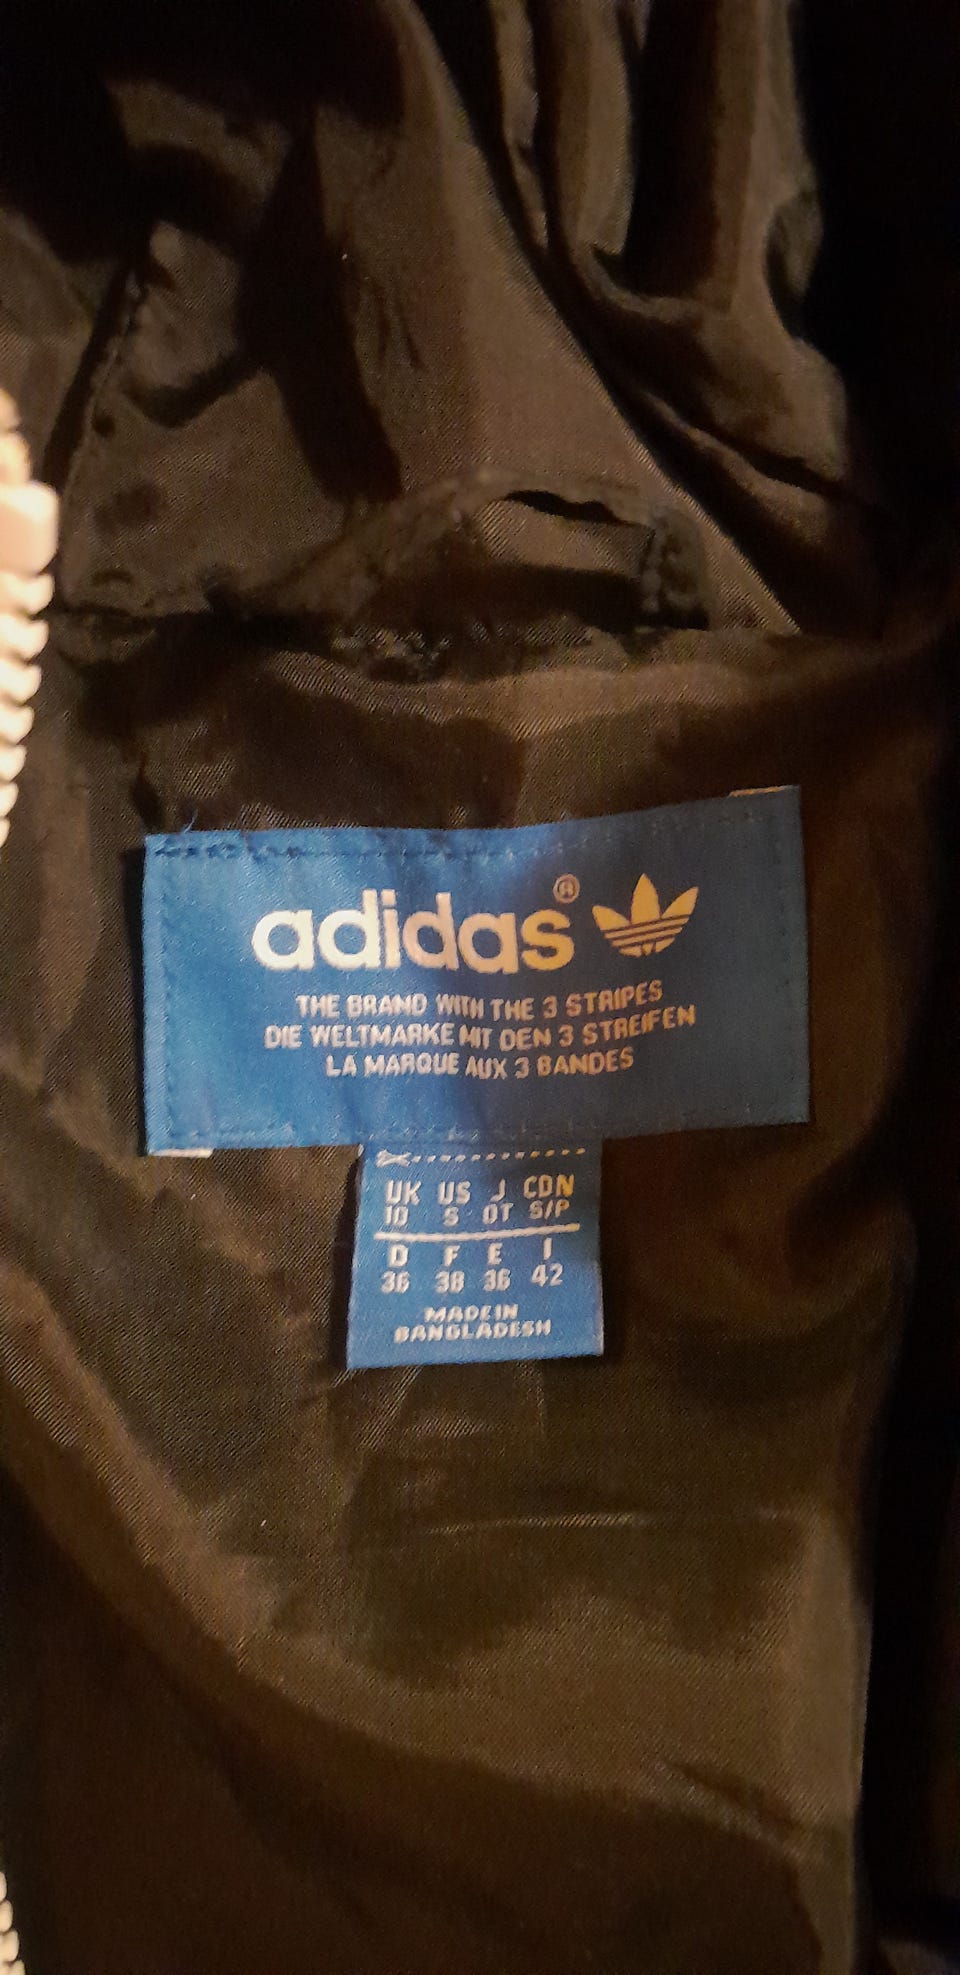 adidas®
THE BRAND WITH THE 3 STRIPES
DIE WELTMARKE MIT DEN 3 STREIFEN
LA MARQUE AUX 3 BANDES
UK US J CDN
10 S OT S/P
D F E I
36 38 36 42
MADE IN
BANGLADESH